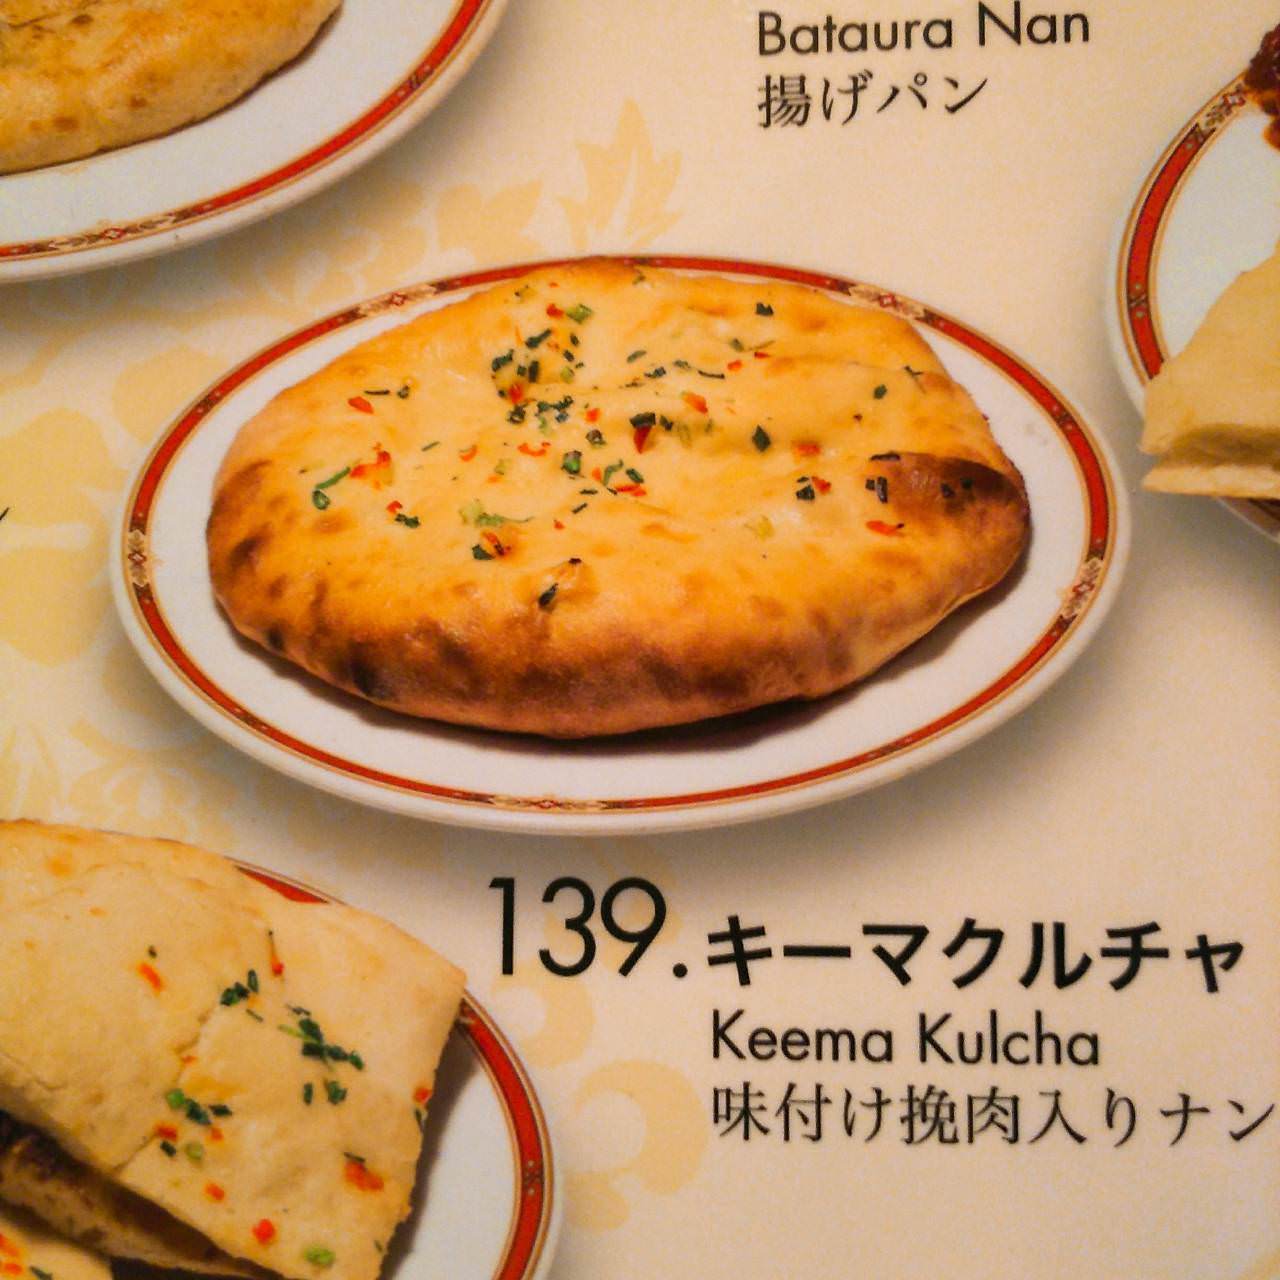 Bataura Nan
揚げパン
139. キーマクルチャ
Keema Kulcha
味付け挽肉入りナン